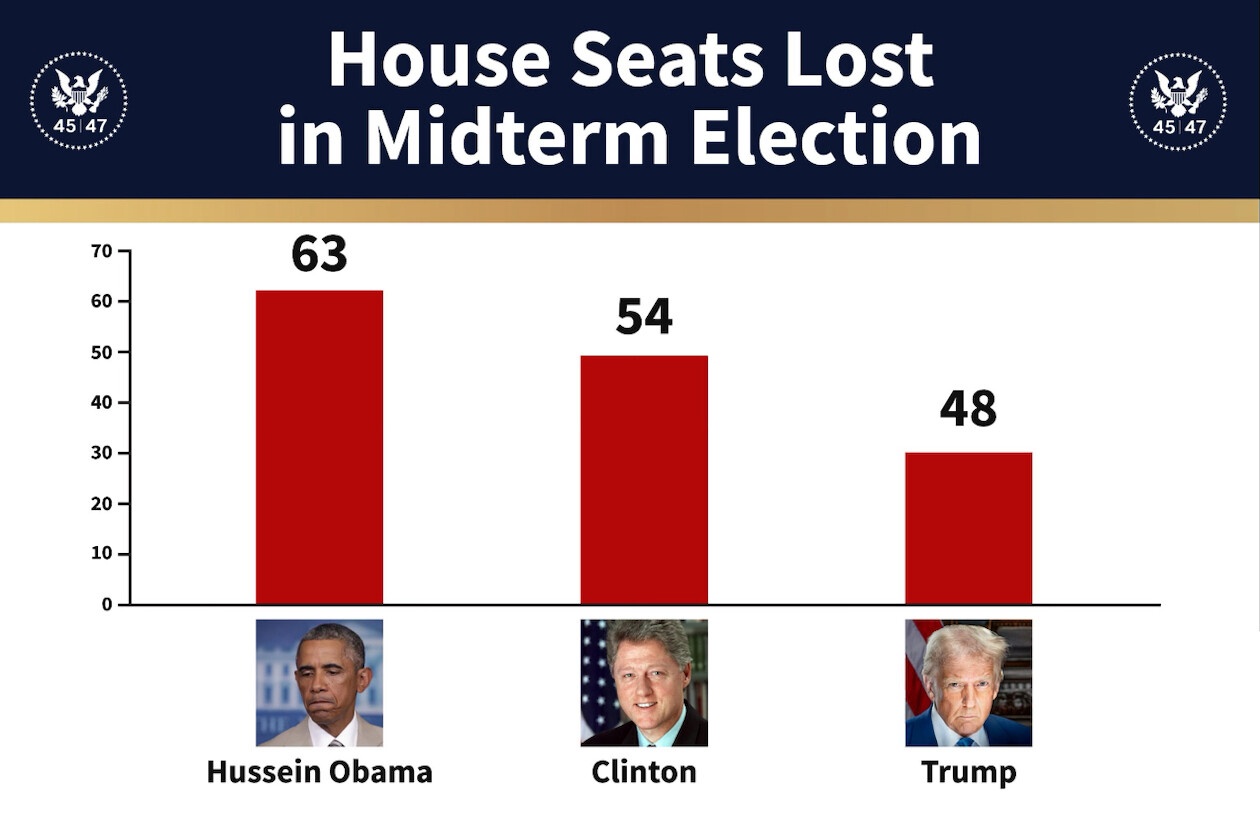 House Seats Lost
in Midterm Election
45 | 47
45 | 47
70
60
50
40
30
20
10
0
63
54
48
Hussein Obama
Clinton
Trump